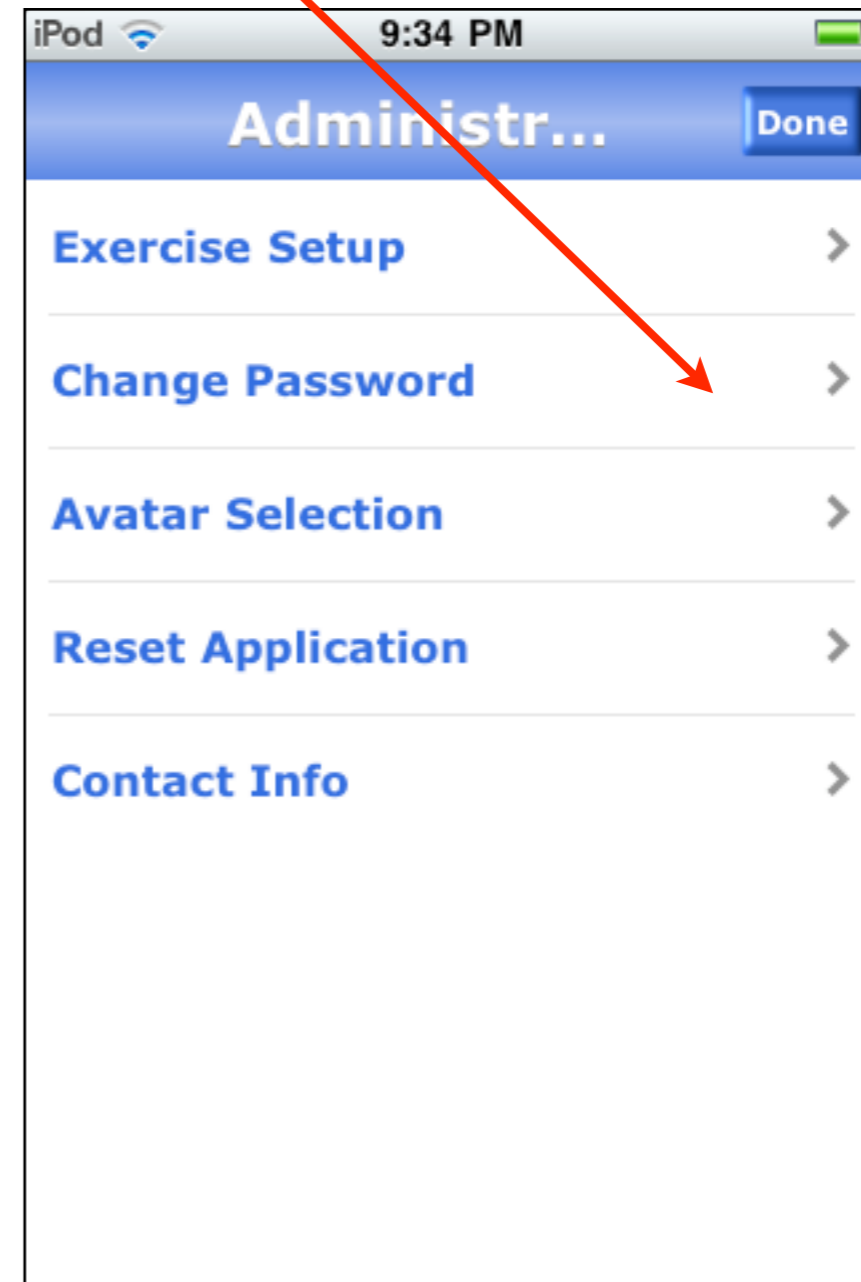 iPod 9:34 PM
Administr... Done
Exercise Setup
Change Password
Avatar Selection
Reset Application
Contact Info